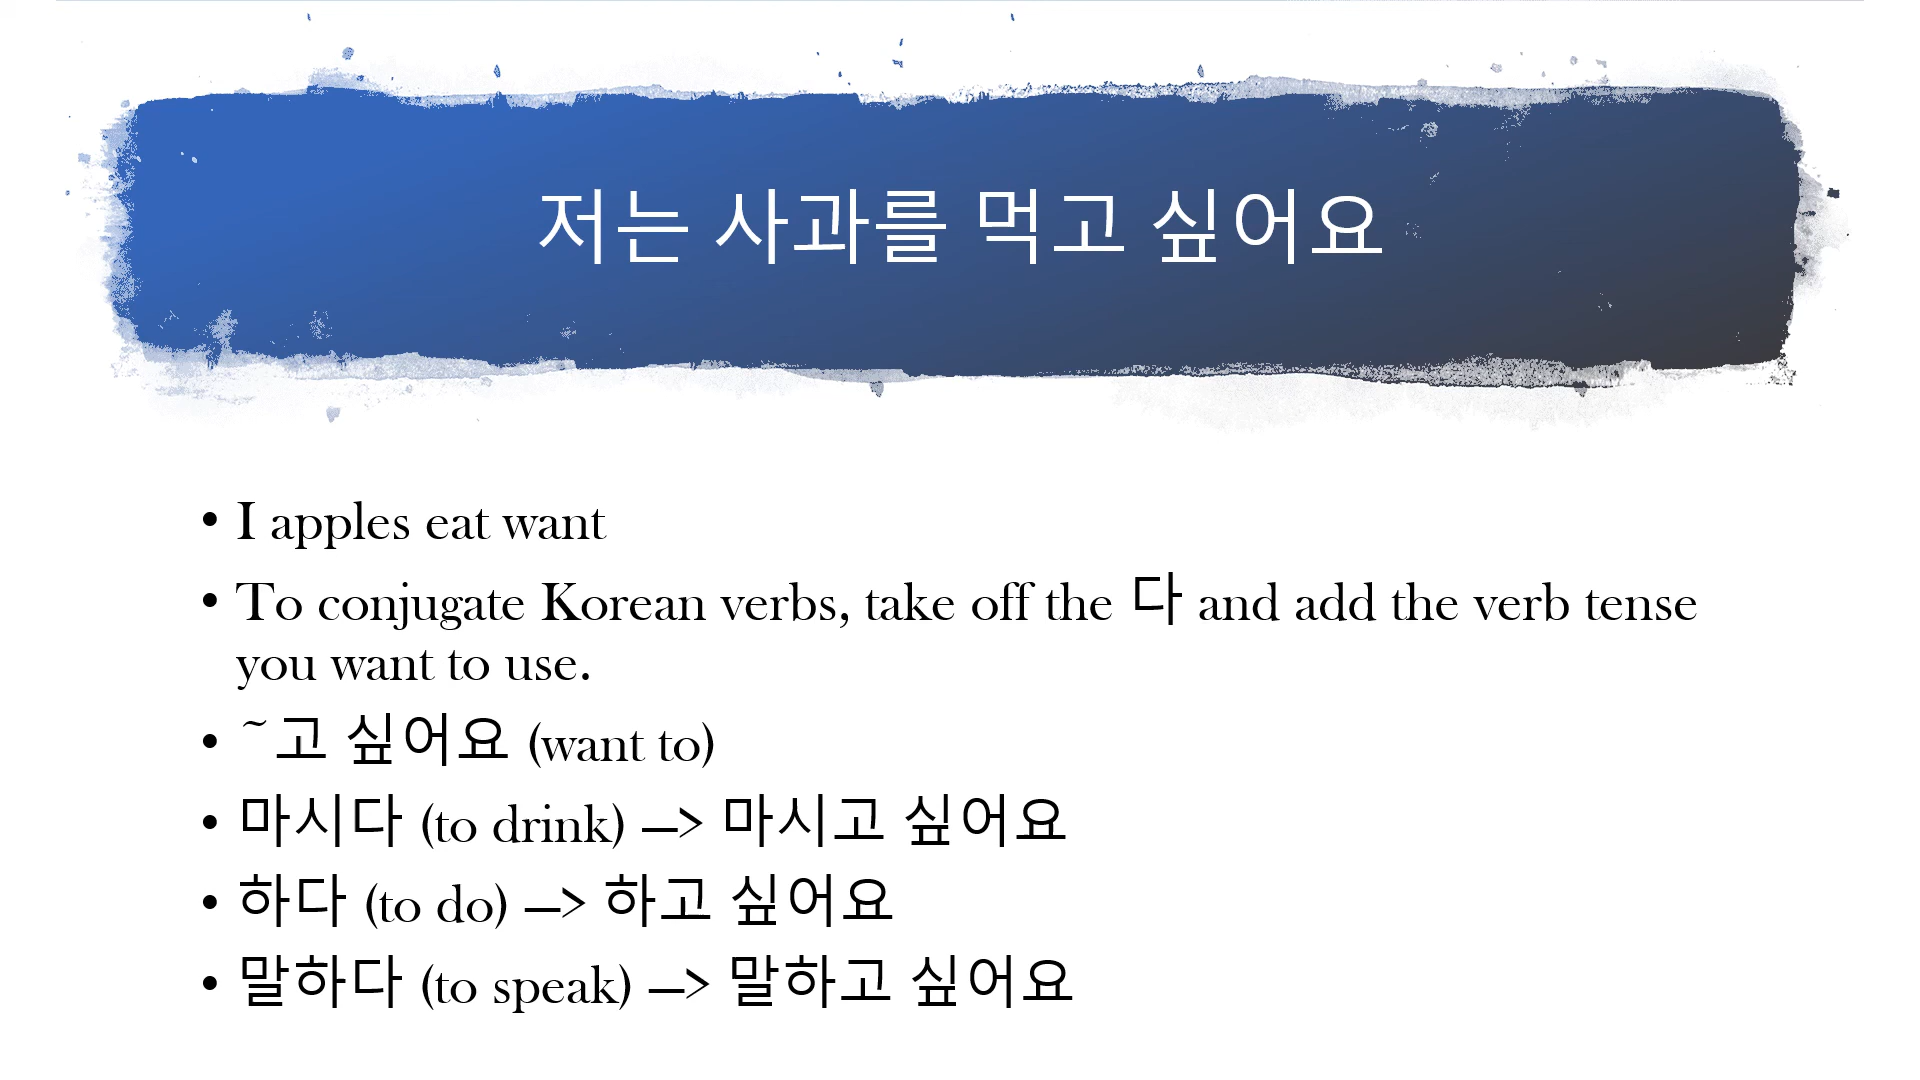 저는 사과를 먹고 싶어요
• I apples eat want
• To conjugate Korean verbs, take off the 다 and add the verb tense
you want to use.
• ~고 싶어요 (want to)
• 마시다 (to drink) –> 마시고 싶어요
• 하다 (to do) –> 하고 싶어요
• 말하다 (to speak) –> 말하고 싶어요